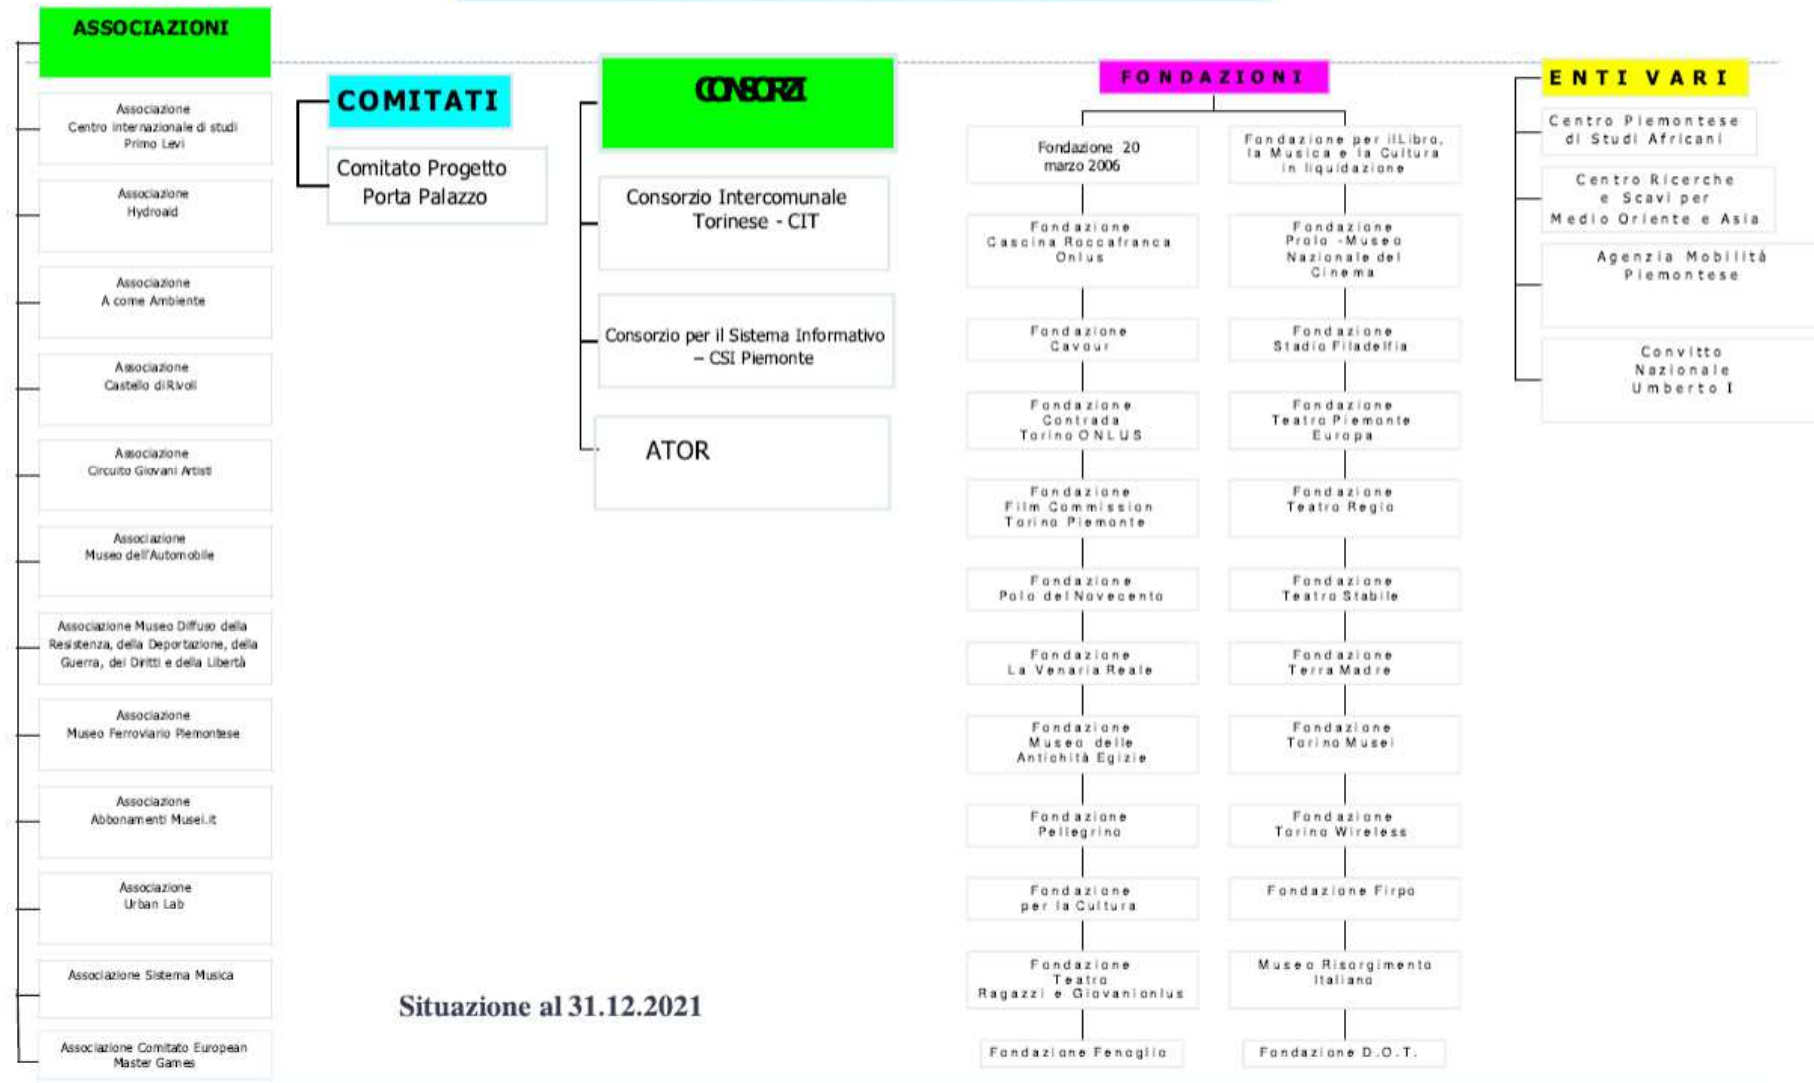 ASSOCIAZIONI
Associazione
Centro internazionale di studi
Primo Levi
Associazione
Hydroaid
Associazione
A come Ambiente
Associazione
Castello di Rivoli
Associazione
Circuito Giovani Artisti
Associazione
Museo dell'Automobile
Associazione Museo Diffuso della
Resistenza, della Deportazione, della
Guerra, dei Diritti e della Libertà
Associazione
Museo Ferroviario Piemontese
Associazione
Abbonamenti Musei.it
Associazione
Urban Lab
Associazione Sistema Musica
Associazione Comitato European
Master Games
COMITATI
Comitato Progetto
Porta Palazzo
CONSORZI
Consorzio Intercomunale
Torinese - CIT
Consorzio per il Sistema Informativo
– CSI Piemonte
ATOR
FONDAZIONI
Fondazione 20
marzo 2006
Fondazione
Cascina Roccafranca
Onlus
Fondazione
Cavour
Fondazione
Contrada
Torino ONLUS
Fondazione
Film Commission
Torino Piemonte
Fondazione
Polo del Novecento
Fondazione
La Venaria Reale
Fondazione
Museo delle
Antichità Egizie
Fondazione
Pellegrino
Fondazione
per la Cultura
Fondazione
Teatro
Ragazzi e Giovanionlus
Fondazione Fenoglio
Fondazione per ilLibro,
la Musica e la Cultura
in liquidazione
Fondazione
Prolo -Museo
Nazionale del
Cinema
Fondazione
Stadio Filadelfia
Fondazione
Teatro Piemonte
Europa
Fondazione
Teatro Regio
Fondazione
Teatro Stabile
Fondazione
Terra Madre
Fondazione
Torino Musei
Fondazione
Torino Wireless
Fondazione Firpo
Museo Risorgimento
Italiano
Fondazione D.O.T.
ENTI VARI
Centro Piemontese
di Studi Africani
Centro Ricerche
e Scavi per
Medio Oriente e Asia
Agenzia Mobilità
Piemontese
Convitto
Nazionale
Umberto I
Situazione al 31.12.2021